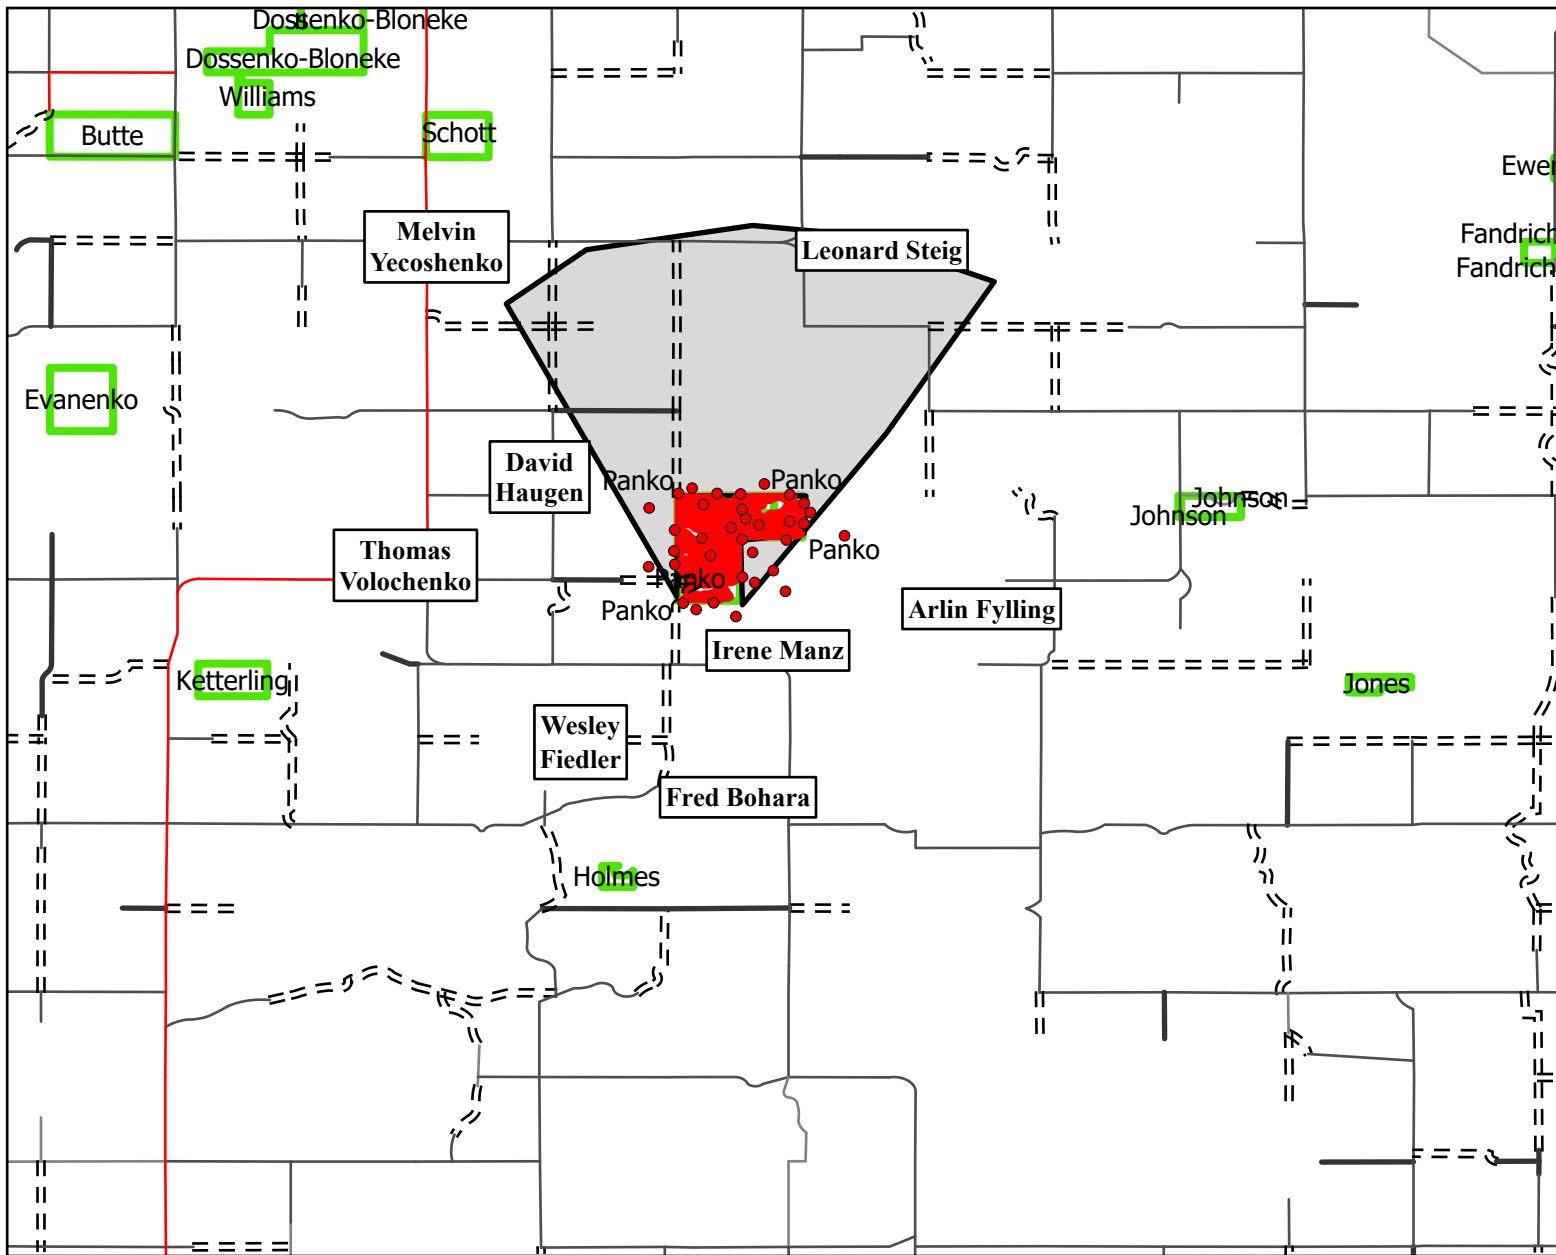 Dossenko-Bloneke
Dossenko-Bloneke
Williams
Butte
Schott
Ewer
Melvin
Yecoshenko
Leonard Steig
Fandrich
Fandrich
Evanenko
David
Haugen
Panko
Panko
Johnson
Johnson
Thomas
Volochenko
Panko
Panko
Panko
Arlin Fylling
Irene Manz
Ketterling
Jones
Wesley
Fiedler
Fred Bohara
Holmes